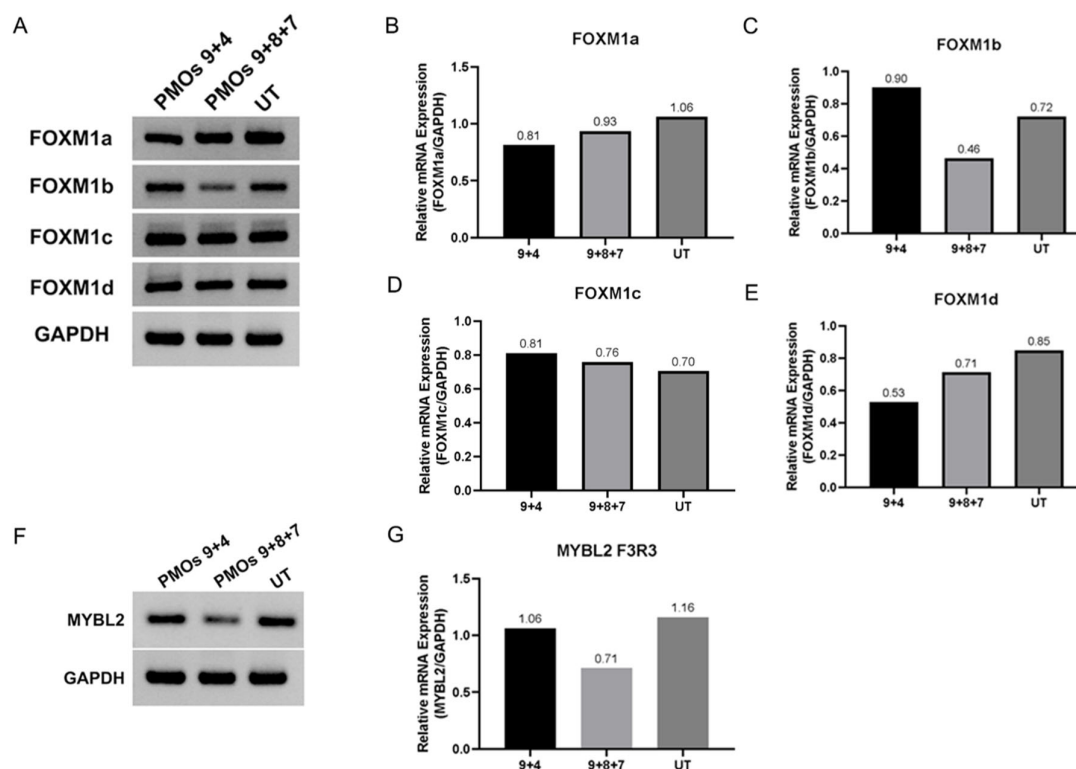 A
PMOs 9+4
PMOs 9+8+7
UT
FOXM1a
FOXM1b
FOXM1c
FOXM1d
GAPDH
B
FOXM1a
Relative mRNA Expression
(FOXM1a/GAPDH)
1.5
1.0
0.5
0.0
0.81
0.93
1.06
9+4
9+8+7
UT
C
FOXM1b
Relative mRNA Expression
(FOXM1b/GAPDH)
1.0
0.8
0.6
0.4
0.2
0.0
0.90
0.46
0.72
9+4
9+8+7
UT
D
FOXM1c
Relative mRNA Expression
(FOXM1c/GAPDH)
1.0
0.8
0.6
0.4
0.2
0.0
0.81
0.76
0.70
9+4
9+8+7
UT
E
FOXM1d
Relative mRNA Expression
(FOXM1d/GAPDH)
1.0
0.8
0.6
0.4
0.2
0.0
0.53
0.71
0.85
9+4
9+8+7
UT
F
PMOs 9+4
PMOs 9+8+7
UT
MYBL2
GAPDH
G
MYBL2 F3R3
Relative mRNA Expression
(MYBL2/GAPDH)
1.5
1.0
0.5
0.0
1.06
0.71
1.16
9+4
9+8+7
UT